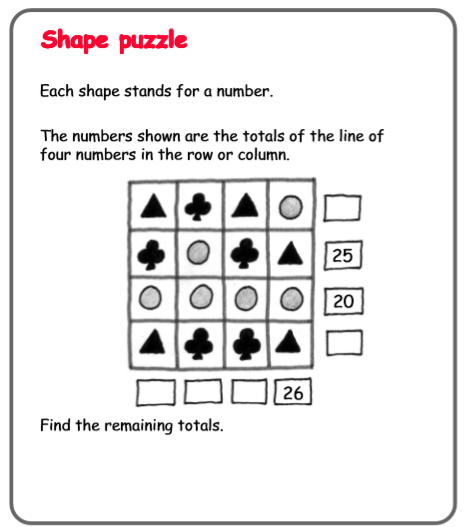 Shape puzzle
Each shape stands for a number.
The numbers shown are the totals of the line of
four numbers in the row or column.
25
20
26
Find the remaining totals.